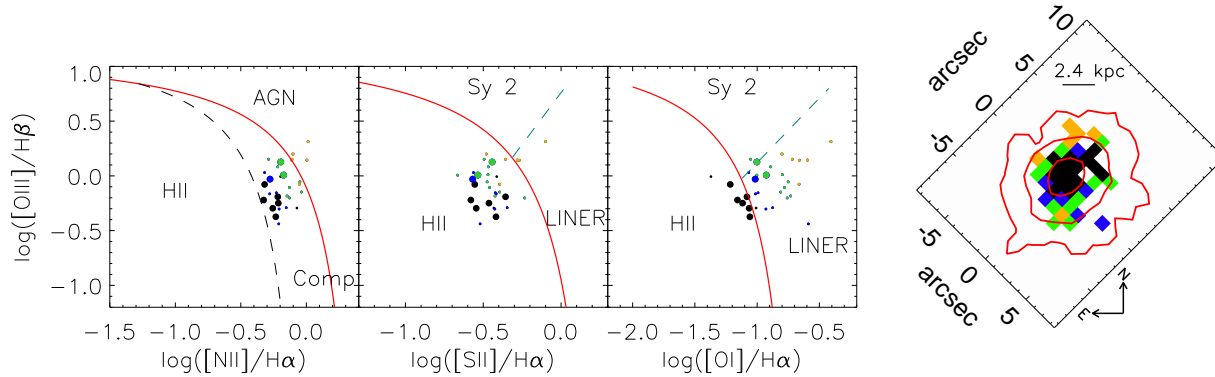 1.0
0.5
0.0
−0.5
−1.0
log([OIII]/Hβ)
AGN
HII
Comp
−1.5 −1.0 −0.5 0.0
log([NII]/Hα)
Sy 2
HII
LINER
−1.0 −0.5 0.0
log([SII]/Hα)
Sy 2
HII
LINER
−2.0 −1.5 −1.0 −0.5
log([OI]/Hα)
10
5
0
−5
arcsec
2.4 kpc
−5
0
5
arcsec
N
E